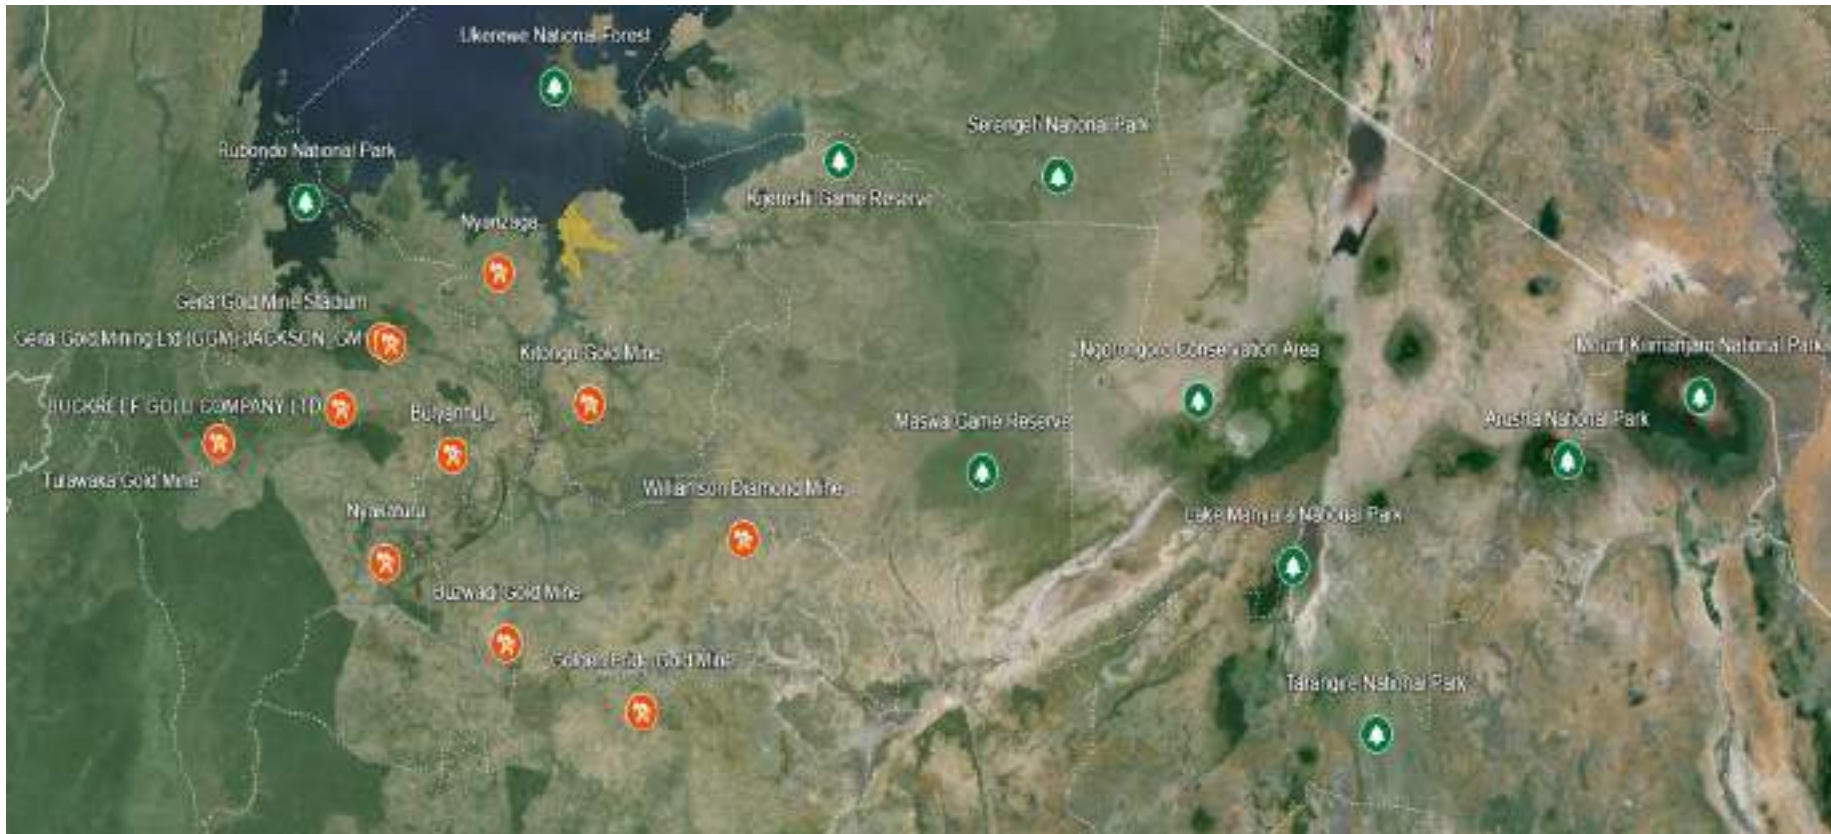 Ukerewe National Forest
Serengeti National Park
Rubondo National Park
Kijereshi Game Reserve
Nyanzaga
Geita Gold Mine Stadium
Geita Gold Mining Ltd (GGM) JACKSON, GM
Kitongo Gold Mine
Ngorongoro Conservation Area
Mount Kilimanjaro National Park
BUCKREEF GOLD COMPANY LTD
Bulyanhulu
Maswa Game Reserve
Arusha National Park
Tulawaka Gold Mine
Williamson Diamond Mine
Nyakafuru
Lake Manyara National Park
Buzwagi Gold Mine
Golden Pride Gold Mine
Tarangire National Park